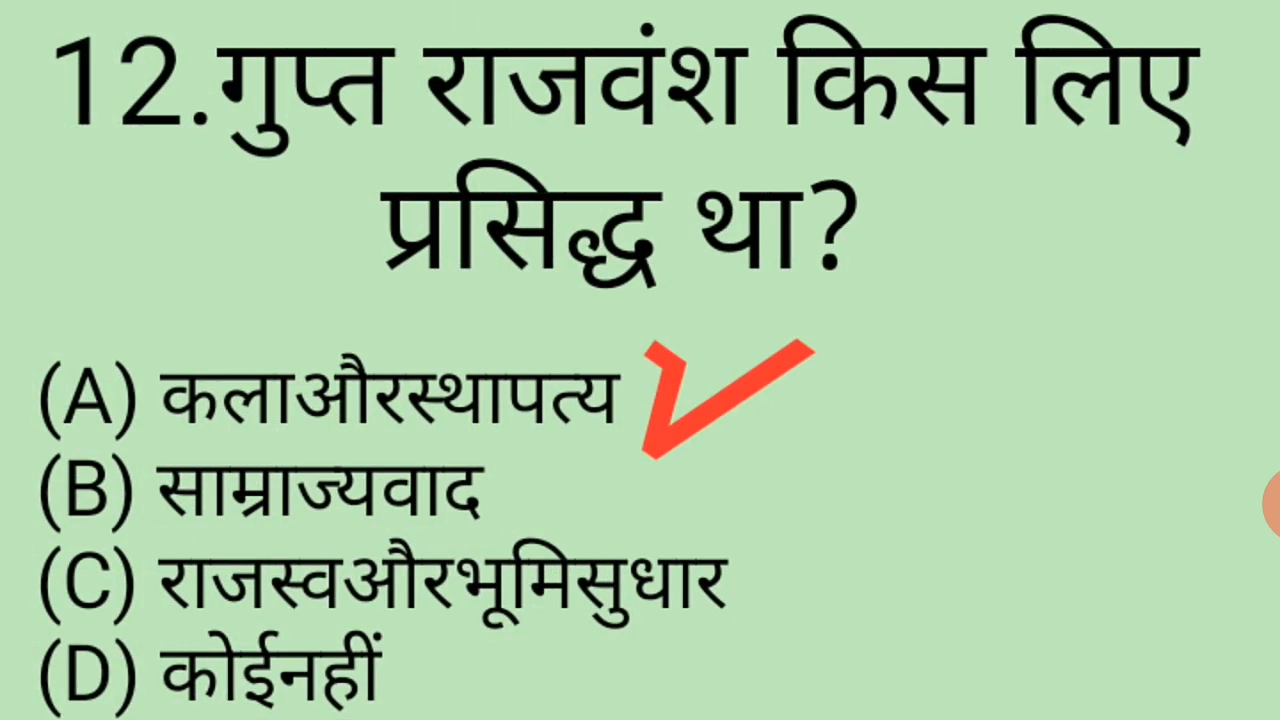 12.गुप्त राजवंश किस लिए
प्रसिद्ध था?
(A) कलाऔरस्थापत्य
(B) साम्राज्यवाद
(C) राजस्वऔरभूमिसुधार
(D) कोईनहीं